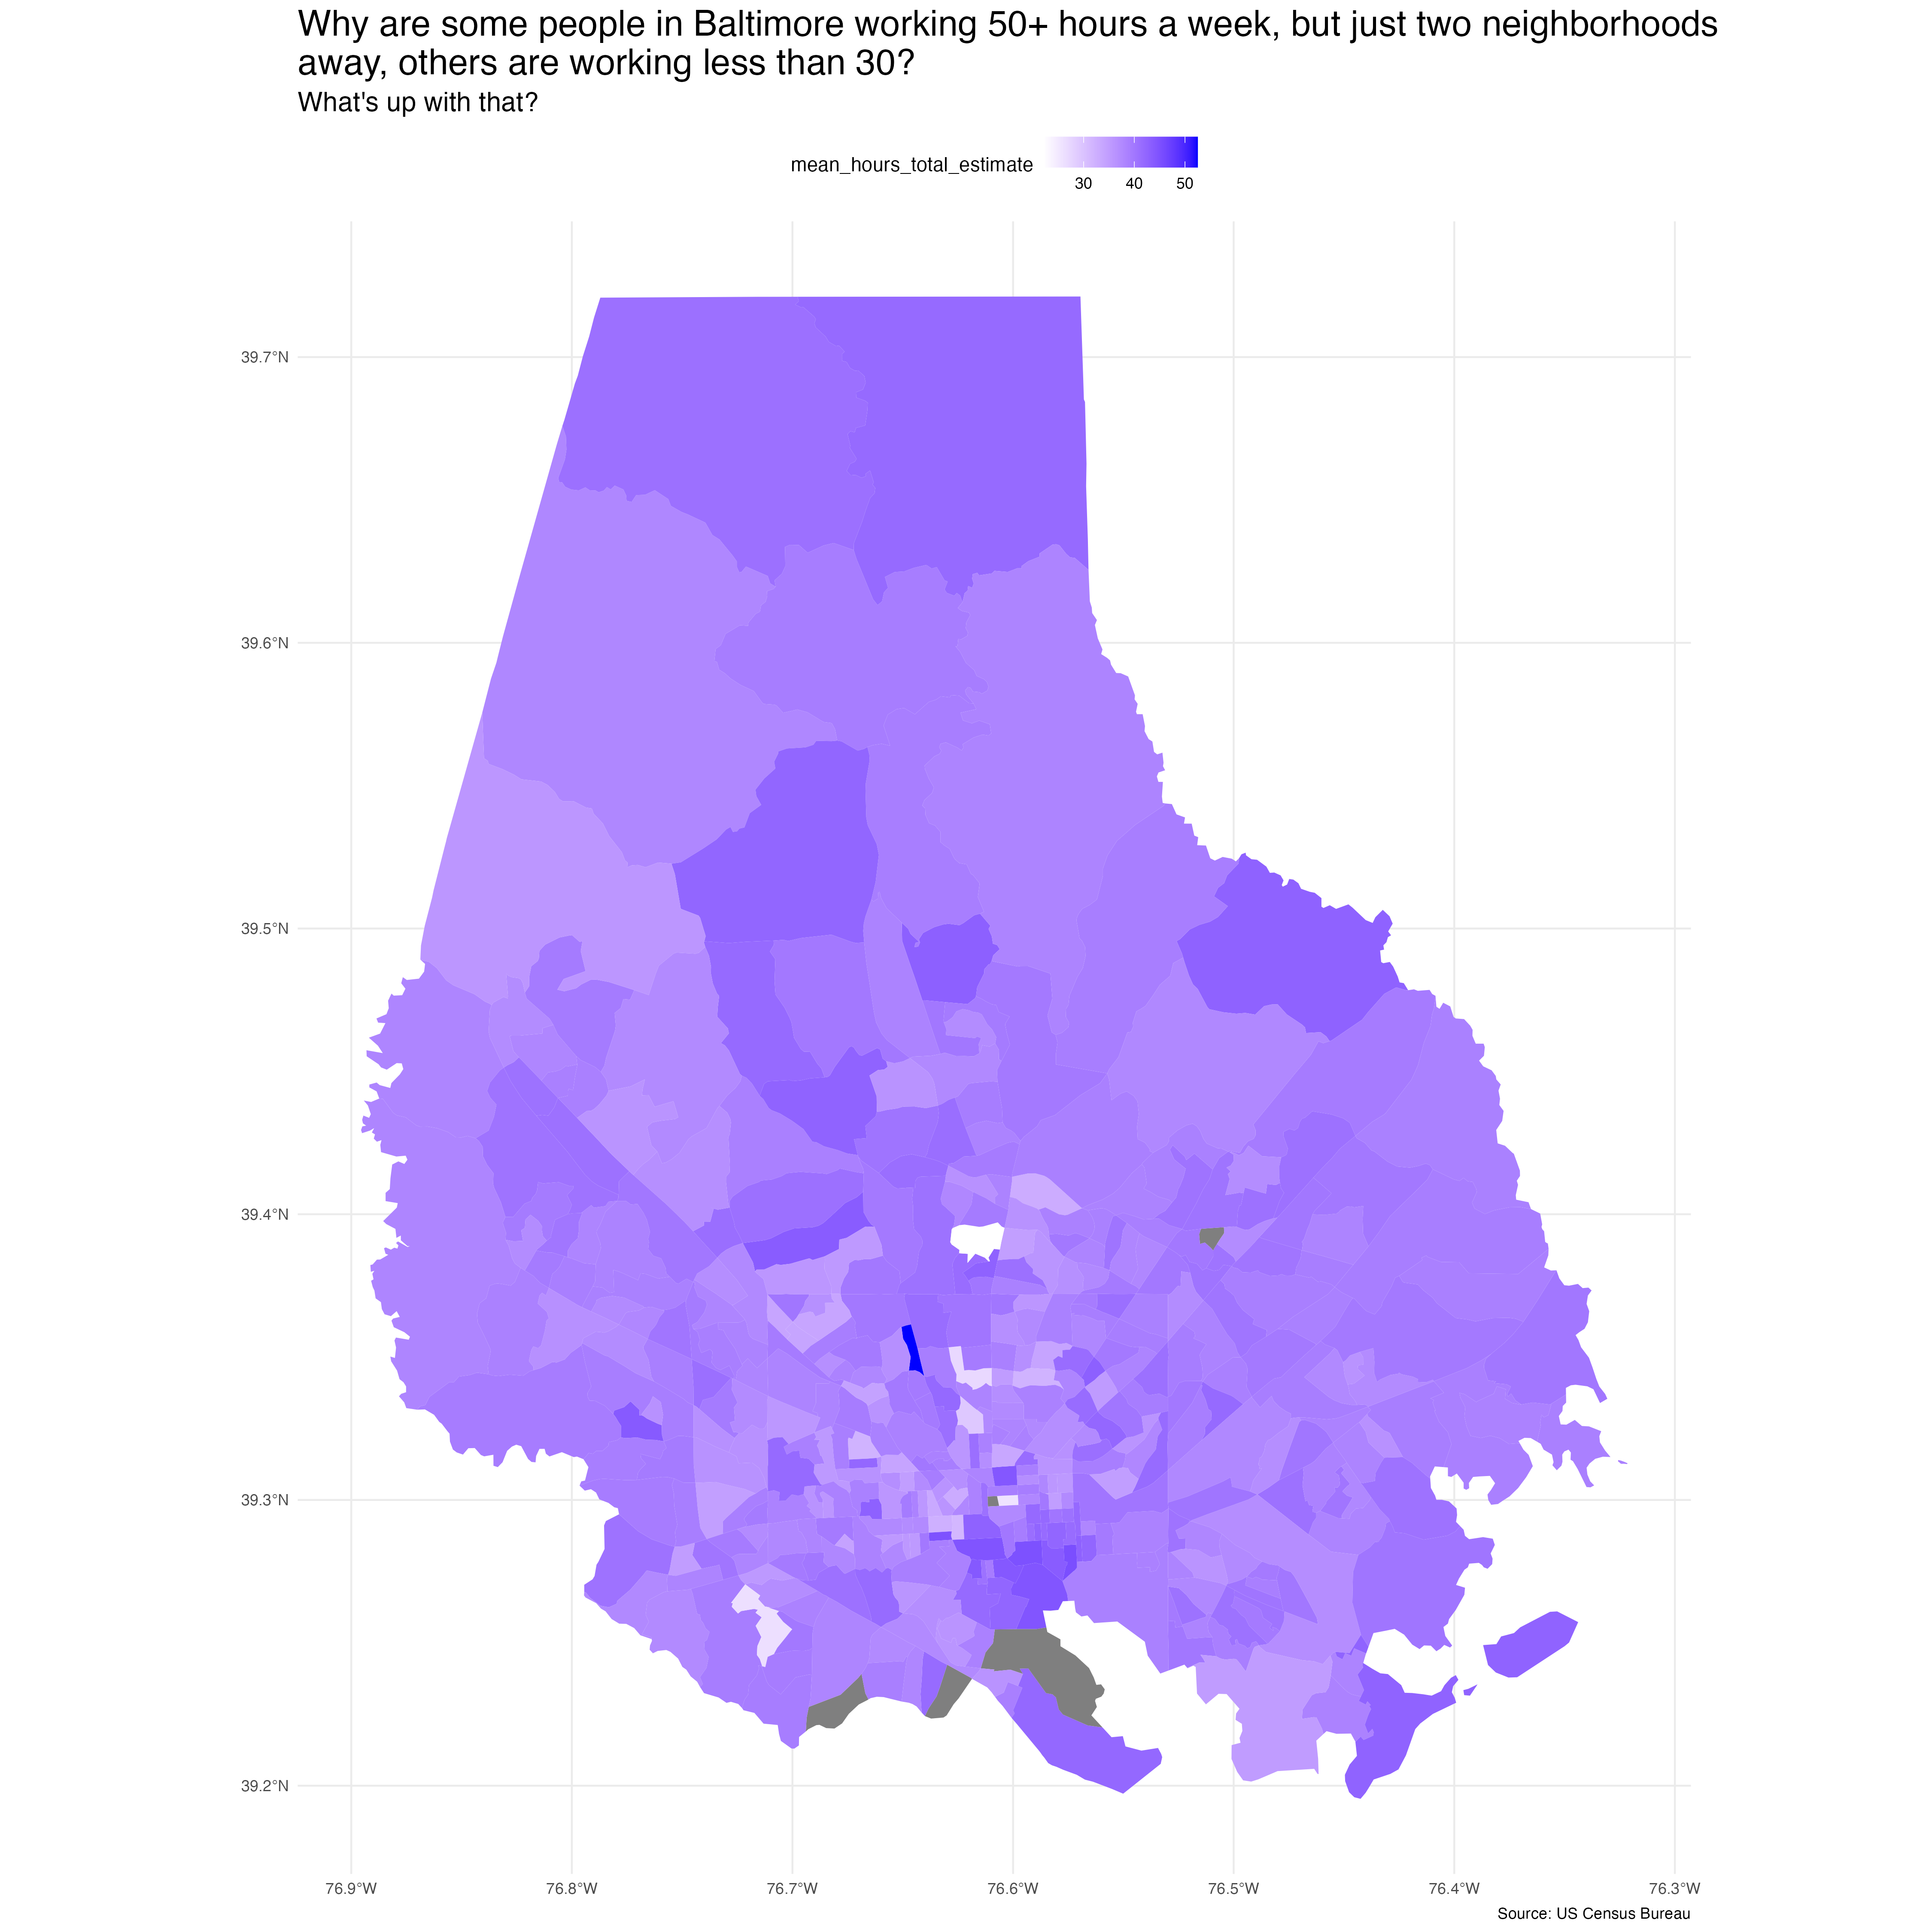 Why are some people in Baltimore working 50+ hours a week, but just two neighborhoods
away, others are working less than 30?
What's up with that?
mean_hours_total_estimate
30 40 50
39.7°N
39.6°N
39.5°N
39.4°N
39.3°N
39.2°N
76.9°W 76.8°W 76.7°W 76.6°W 76.5°W 76.4°W 76.3°W
Source: US Census Bureau